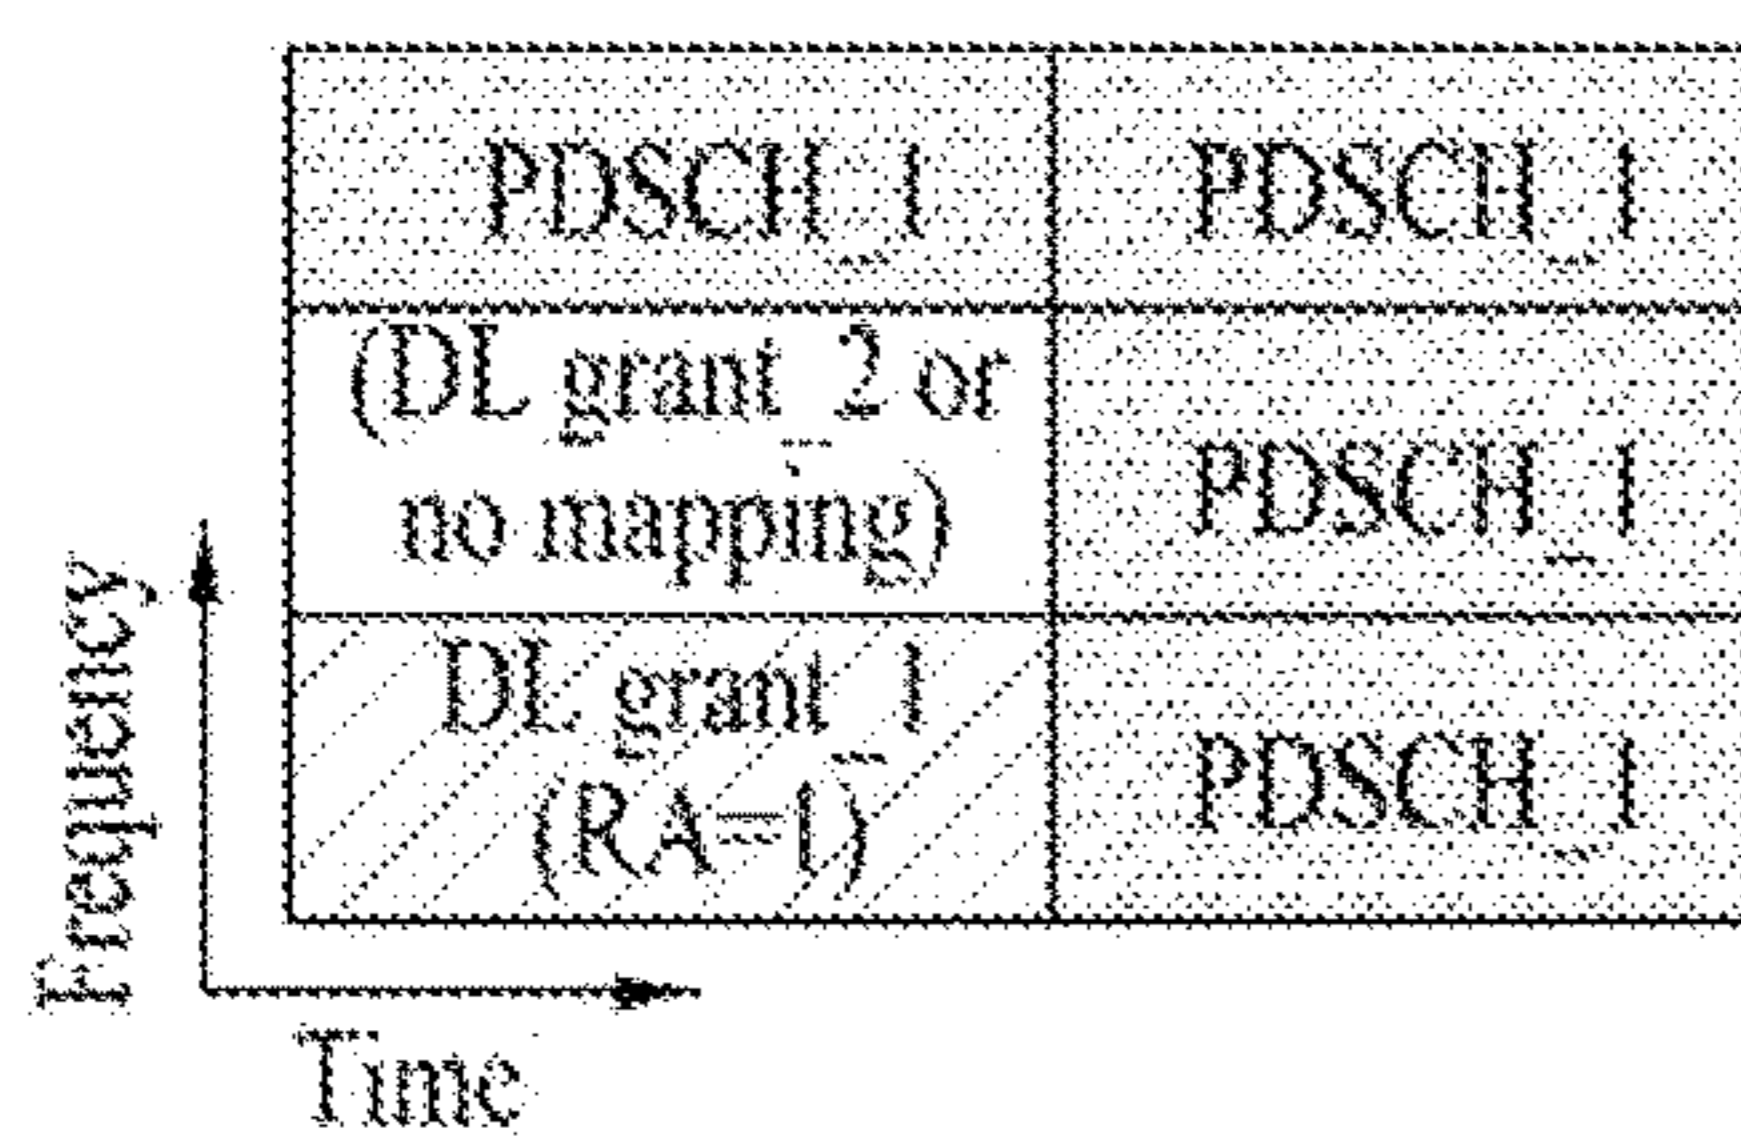 PDSCH_1 PDSCH_1
(DL grant_2 or
no mapping)
PDSCH_1
DL grant_1
(RA=1)
PDSCH_1
Frequency
Time